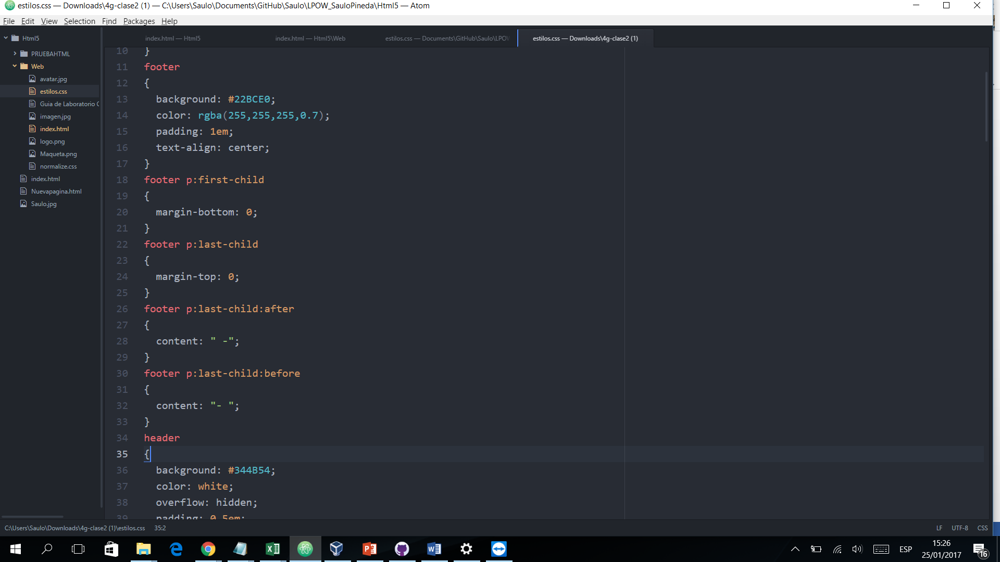 estilos.css — Downloads\4g-clase2 (1) — C:\Users\Saulo\Documents\GitHub\Saulo\LPOW_SauloPineda\Html5 — Atom
File Edit View Selection Find Packages Help
Html5
PRUEBAHTML
Web
avatar.jpg
estilos.css
Guia de Laboratorio
imagen.jpg
index.html
logo.png
Maqueta.png
normalize.css
index.html
Nuevapagina.html
Saulo.jpg
index.html — Html5
index.html — Html5\Web
estilos.css — Documents\GitHub\Saulo\LPOW
estilos.css — Downloads\4g-clase2 (1)
10 }
11 footer
12 {
13 background: #22BCE0;
14 color: rgba(255,255,255,0.7);
15 padding: 1em;
16 text-align: center;
17 }
18 footer p:first-child
19 {
20 margin-bottom: 0;
21 }
22 footer p:last-child
23 {
24 margin-top: 0;
25 }
26 footer p:last-child:after
27 {
28 content: " -";
29 }
30 footer p:last-child:before
31 {
32 content: "- ";
33 }
34 header
35 {
36 background: #344B54;
37 color: white;
38 overflow: hidden;
39 padding: 0.5em;
C:\Users\Saulo\Downloads\4g-clase2 (1)\estilos.css 35:2
LF UTF-8 CSS
ESP
15:26
25/01/2017
16